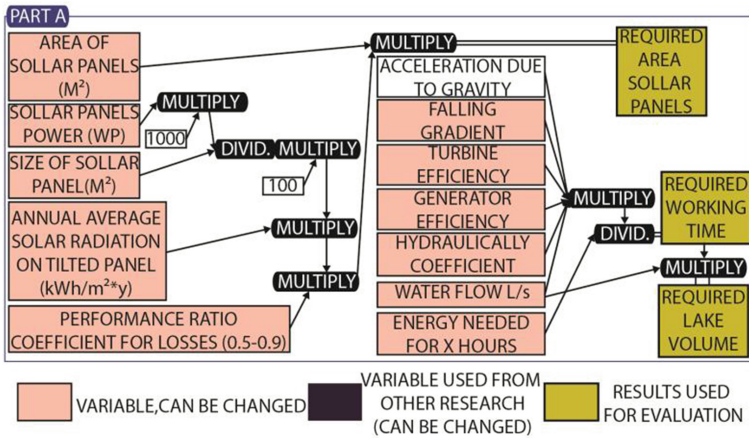 PART A
AREA OF
SOLLAR PANELS
(M²)
SOLLAR PANELS
POWER (WP)
SIZE OF SOLLAR
PANEL(M²)
ANNUAL AVERAGE
SOLAR RADIATION
ON TILTED PANEL
(kWh/m²*y)
PERFORMANCE RATIO
COEFFICIENT FOR LOSSES (0.5-0.9)
MULTIPLY
1000
DIVID.
MULTIPLY
100
MULTIPLY
MULTIPLY
MULTIPLY
ACCELERATION DUE
TO GRAVITY
FALLING
GRADIENT
TURBINE
EFFICIENCY
GENERATOR
EFFICIENCY
HYDRAULICALLY
COEFFICIENT
WATER FLOW L/s
ENERGY NEEDED
FOR X HOURS
MULTIPLY
DIVID.
REQUIRED
AREA
SOLLAR
PANELS
REQUIRED
WORKING
TIME
MULTIPLY
REQUIRED
LAKE
VOLUME
VARIABLE,CAN BE CHANGED
VARIABLE USED FROM
OTHER RESEARCH
(CAN BE CHANGED)
RESULTS USED
FOR EVALUATION